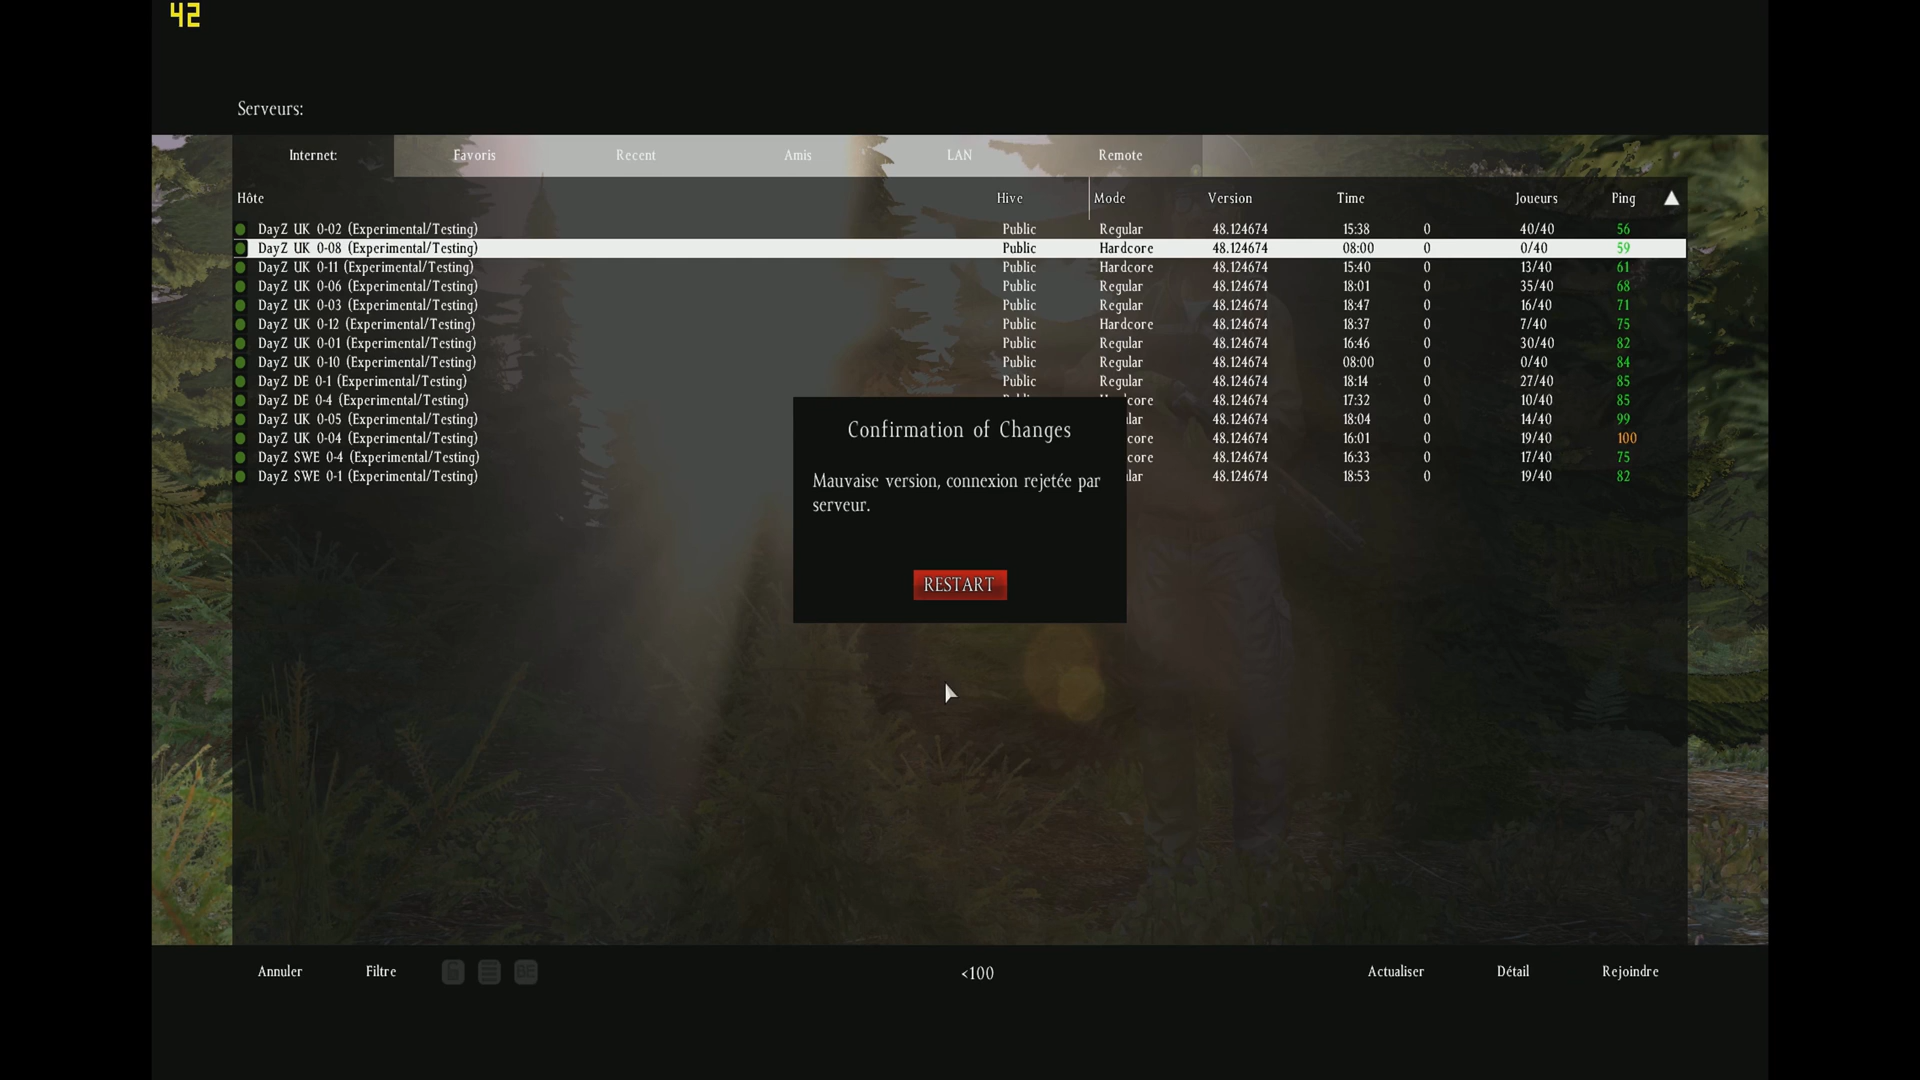 42
Serveurs:
Internet: Favoris Recent Amis LAN Remote
Hôte Hive Mode Version Time Joueurs Ping
DayZ UK 0-02 (Experimental/Testing) Public Regular 48.124674 15:38 0 40/40 56
DayZ UK 0-08 (Experimental/Testing) Public Hardcore 48.124674 08:00 0 0/40 59
DayZ UK 0-11 (Experimental/Testing) Public Hardcore 48.124674 15:40 0 13/40 61
DayZ UK 0-06 (Experimental/Testing) Public Regular 48.124674 18:01 0 35/40 68
DayZ UK 0-03 (Experimental/Testing) Public Regular 48.124674 18:47 0 16/40 71
DayZ UK 0-12 (Experimental/Testing) Public Hardcore 48.124674 18:37 0 7/40 75
DayZ UK 0-01 (Experimental/Testing) Public Regular 48.124674 16:46 0 30/40 82
DayZ UK 0-10 (Experimental/Testing) Public Regular 48.124674 08:00 0 0/40 84
DayZ DE 0-1 (Experimental/Testing) Public Regular 48.124674 18:14 0 27/40 85
DayZ DE 0-4 (Experimental/Testing) core 48.124674 17:32 0 10/40 85
DayZ UK 0-05 (Experimental/Testing) lar 48.124674 18:04 0 14/40 99
DayZ UK 0-04 (Experimental/Testing) core 48.124674 16:01 0 19/40 100
DayZ SWE 0-4 (Experimental/Testing) core 48.124674 16:33 0 17/40 75
DayZ SWE 0-1 (Experimental/Testing) lar 48.124674 18:53 0 19/40 82
Confirmation of Changes
Mauvaise version, connexion rejetée par
serveur.
RESTART
Annuler Filtre BE <100 Actualiser Détail Rejoindre